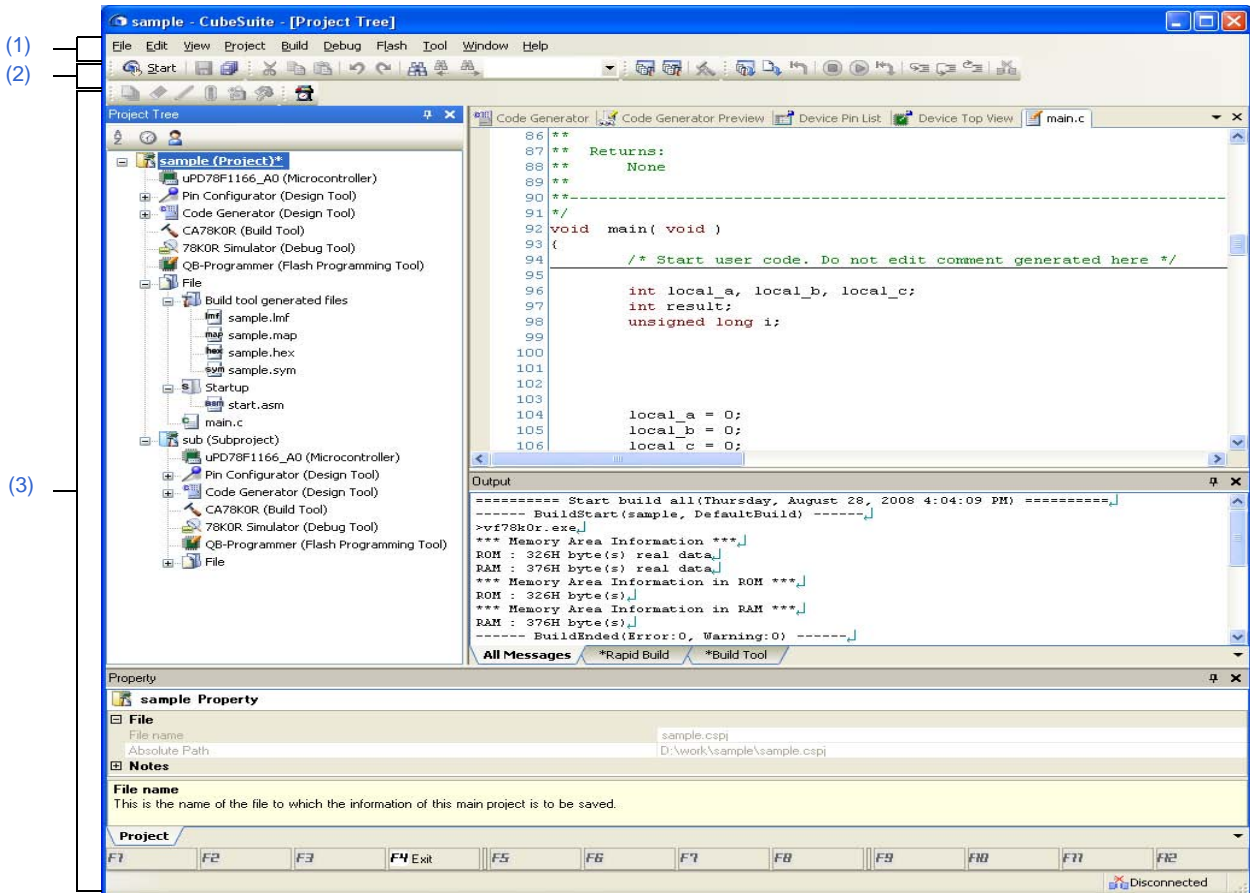 sample - CubeSuite - [Project Tree]
(1)
File Edit View Project Build Debug Flash Tool Window Help
(2)
Start
(3)
Project Tree
sample (Project)*
uPD78F1166_A0 (Microcontroller)
Pin Configurator (Design Tool)
Code Generator (Design Tool)
CA78K0R (Build Tool)
78K0R Simulator (Debug Tool)
QB-Programmer (Flash Programming Tool)
File
Build tool generated files
sample.lmf
sample.map
sample.hex
sample.sym
Startup
start.asm
main.c
sub (Subproject)
uPD78F1166_A0 (Microcontroller)
Pin Configurator (Design Tool)
Code Generator (Design Tool)
CA78K0R (Build Tool)
78K0R Simulator (Debug Tool)
QB-Programmer (Flash Programming Tool)
File
Code Generator Code Generator Preview Device Pin List Device Top View main.c
86 **
87 ** Returns:
88 ** None
89 **
90 **-----------------------------------------------------------------------
91 */
92 void main( void )
93 {
94 /* Start user code. Do not edit comment generated here */
95
96 int local_a, local_b, local_c;
97 int result;
98 unsigned long i;
99
100
101
102
103
104 local_a = 0;
105 local_b = 0;
106 local_c = 0;
Output
========== Start build all(Thursday, August 28, 2008 4:04:09 PM) ==========
------ BuildStart(sample, DefaultBuild) ------
>vf78k0r.exe
*** Memory Area Information ***
ROM : 326H byte(s) real data
RAM : 376H byte(s) real data
*** Memory Area Information in ROM ***
ROM : 326H byte(s)
*** Memory Area Information in RAM ***
RAM : 376H byte(s)
------ BuildEnded(Error:0, Warning:0) ------
All Messages *Rapid Build *Build Tool
Property
sample Property
File
File name sample.cspj
Absolute Path D:\work\sample\sample.cspj
Notes
File name
This is the name of the file to which the information of this main project is to be saved.
Project
F1 F2 F3 F4 Exit F5 F6 F7 F8 F9 F10 F11 F12
Disconnected